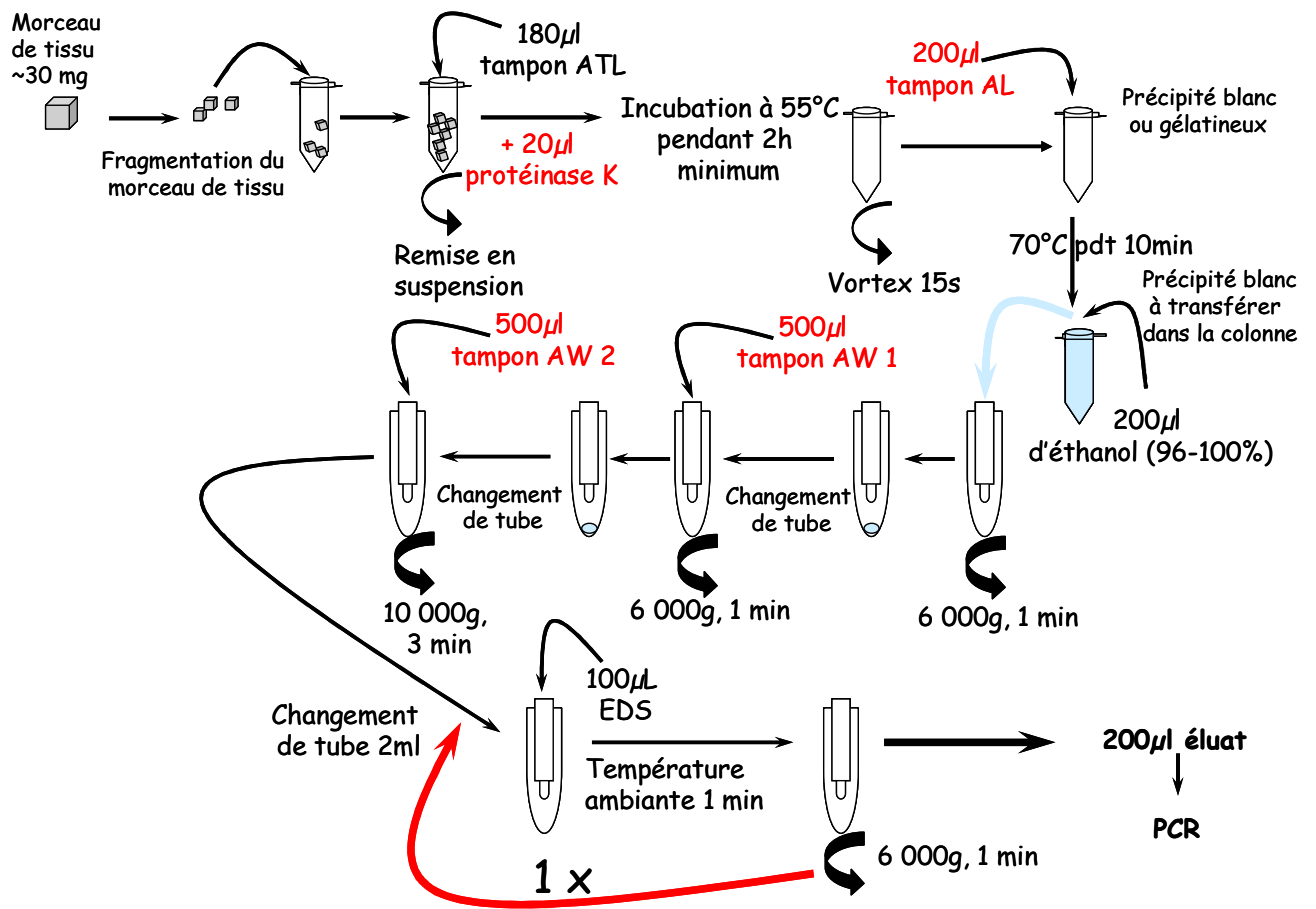 Morceau
de tissu
~30 mg
Fragmentation du
morceau de tissu
180µl
tampon ATL
+ 20µl
protéinase K
Remise en
suspension
Incubation à 55°C
pendant 2h
minimum
Vortex 15s
200µl
tampon AL
Précipité blanc
ou gélatineux
70°C pdt 10min
Précipité blanc
à transférer
dans la colonne
200µl
d'éthanol (96-100%)
6 000g, 1 min
Changement
de tube
500µl
tampon AW 1
6 000g, 1 min
Changement
de tube
500µl
tampon AW 2
10 000g,
3 min
Changement
de tube 2ml
100µL
EDS
Température
ambiante 1 min
6 000g, 1 min
1 x
200µl éluat
PCR